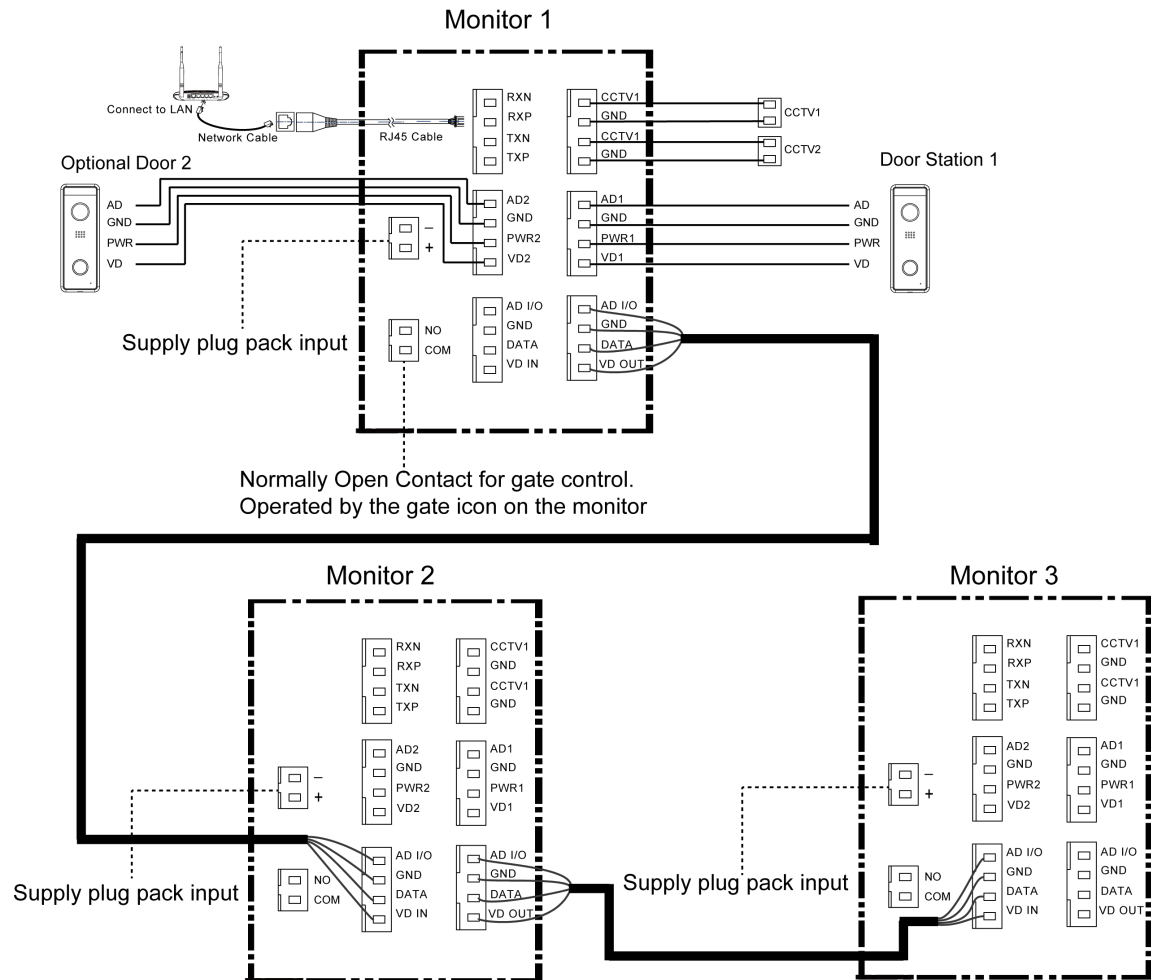 Monitor 1
Connect to LAN
Network Cable
RJ45 Cable
RXN
RXP
TXN
TXP
CCTV1
GND
CCTV1
GND
CCTV1
CCTV2
Optional Door 2
AD
GND
PWR
VD
AD2
GND
PWR2
VD2
–
+
AD1
GND
PWR1
VD1
Door Station 1
AD
GND
PWR
VD
Supply plug pack input
NO
COM
AD I/O
GND
DATA
VD IN
AD I/O
GND
DATA
VD OUT
Normally Open Contact for gate control.
Operated by the gate icon on the monitor
Monitor 2
RXN
RXP
TXN
TXP
CCTV1
GND
CCTV1
GND
–
+
AD2
GND
PWR2
VD2
AD1
GND
PWR1
VD1
Supply plug pack input
NO
COM
AD I/O
GND
DATA
VD IN
AD I/O
GND
DATA
VD OUT
Monitor 3
RXN
RXP
TXN
TXP
CCTV1
GND
CCTV1
GND
–
+
AD2
GND
PWR2
VD2
AD1
GND
PWR1
VD1
Supply plug pack input
NO
COM
AD I/O
GND
DATA
VD IN
AD I/O
GND
DATA
VD OUT